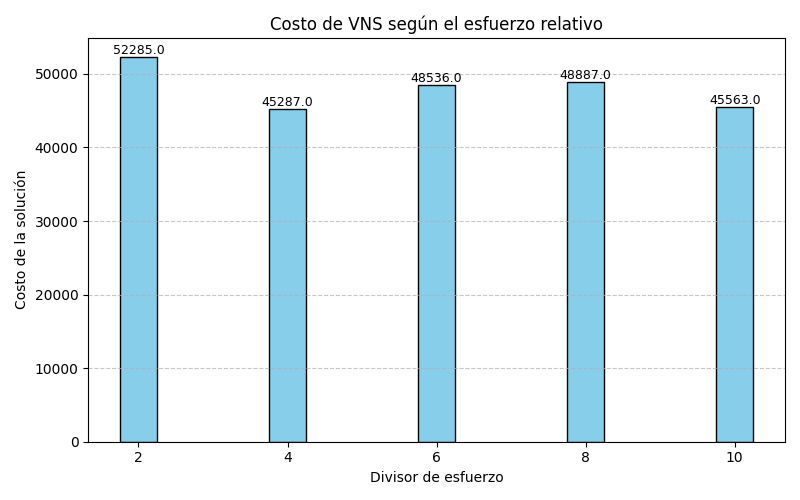 Costo de VNS según el esfuerzo relativo
52285.0
45287.0
48536.0
48887.0
45563.0
50000
40000
30000
20000
10000
0
Costo de la solución
2 4 6 8 10
Divisor de esfuerzo